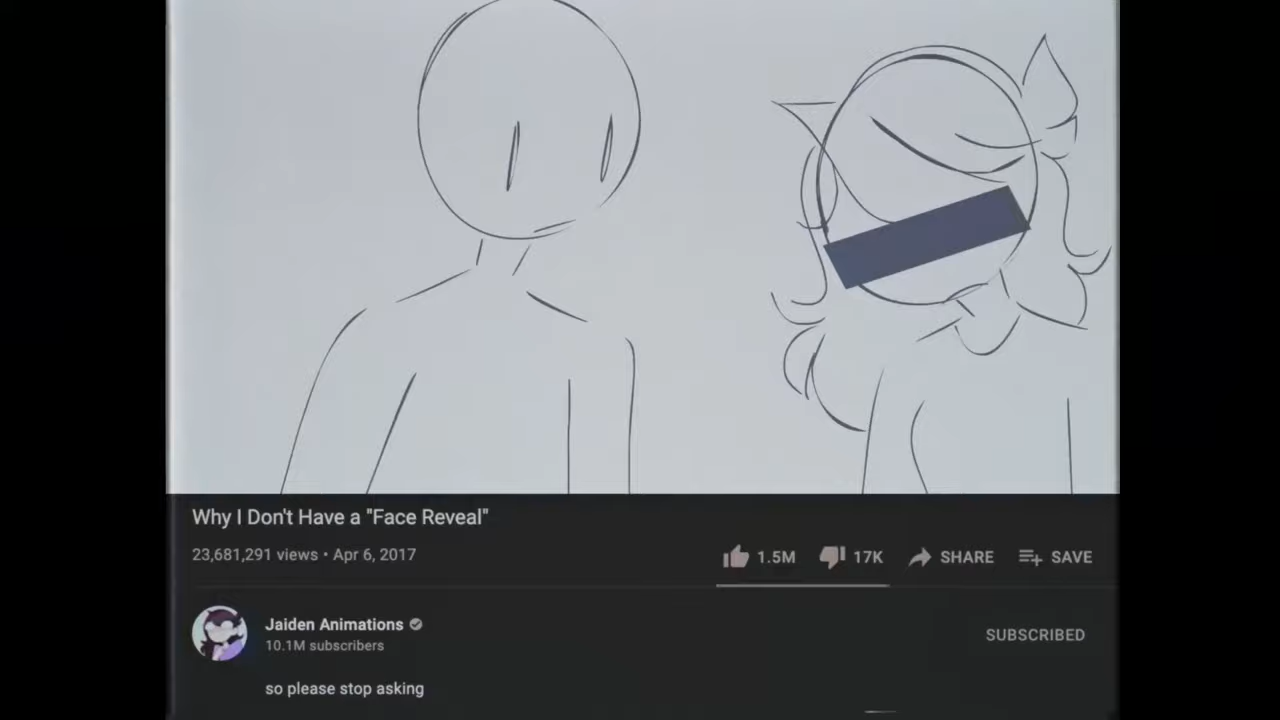 Why I Don't Have a "Face Reveal"
23,681,291 views • Apr 6, 2017
1.5M 17K SHARE SAVE
Jaiden Animations
10.1M subscribers
SUBSCRIBED
so please stop asking